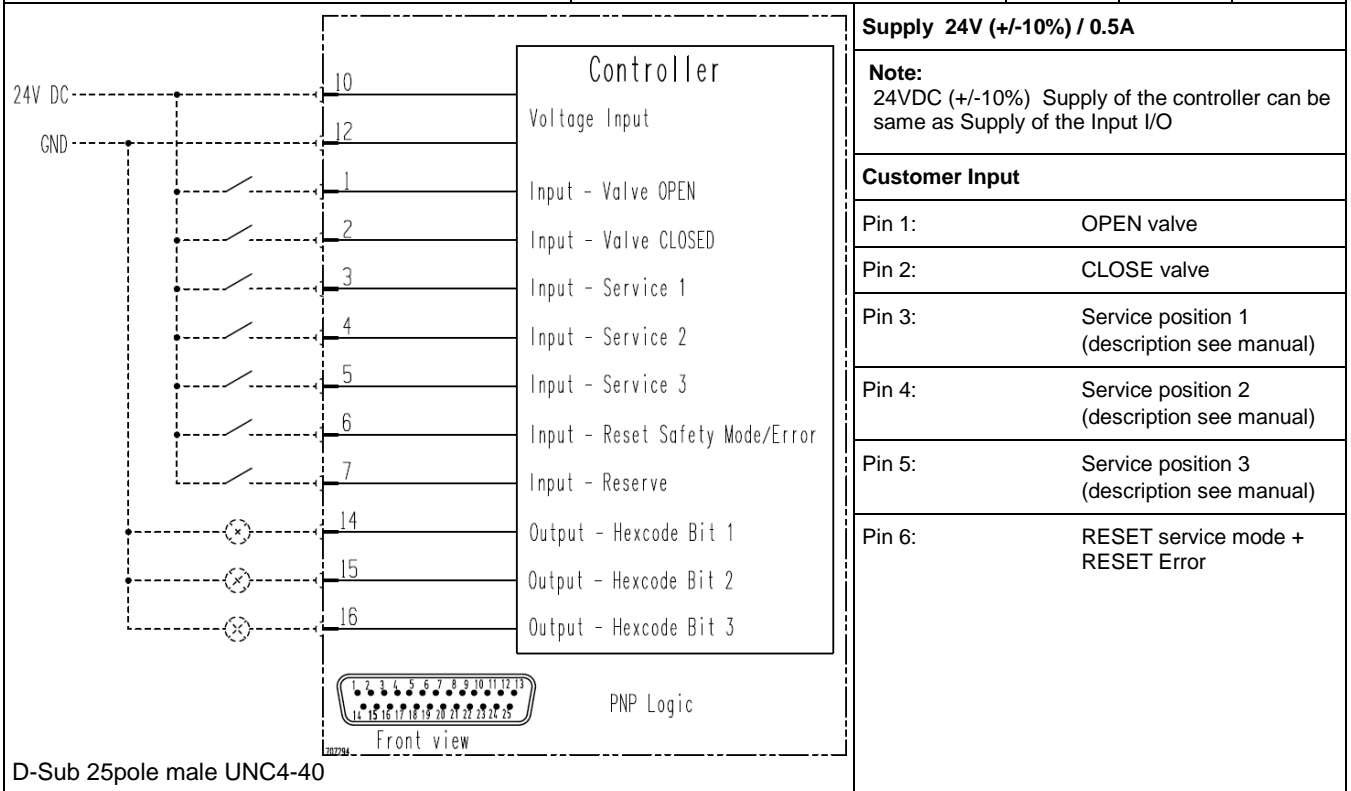 24V DC
GND
10
12
1
2
3
4
5
6
7
14
15
16
Controller
Voltage Input
Input - Valve OPEN
Input - Valve CLOSED
Input - Service 1
Input - Service 2
Input - Service 3
Input - Reset Safety Mode/Error
Input - Reserve
Output - Hexcode Bit 1
Output - Hexcode Bit 2
Output - Hexcode Bit 3
1 2 3 4 5 6 7 8 9 10 11 12 13
14 15 16 17 18 19 20 21 22 23 24 25
Front view
PNP Logic
D-Sub 25pole male UNC4-40
Supply 24V (+/-10%) / 0.5A
Note:
24VDC (+/-10%) Supply of the controller can be
same as Supply of the Input I/O
Customer Input
Pin 1: OPEN valve
Pin 2: CLOSE valve
Pin 3: Service position 1
(description see manual)
Pin 4: Service position 2
(description see manual)
Pin 5: Service position 3
(description see manual)
Pin 6: RESET service mode +
RESET Error